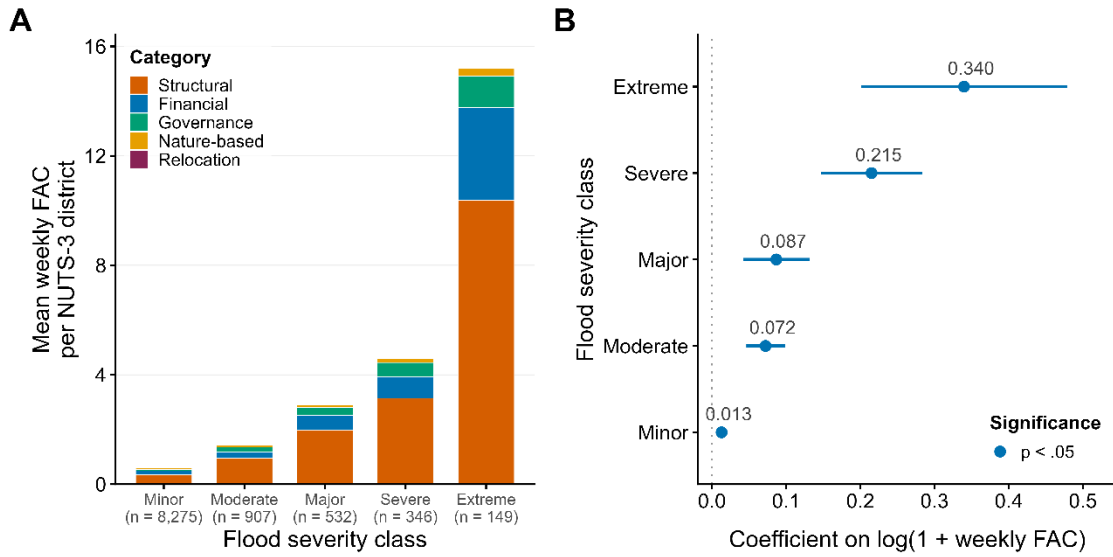 A
Mean weekly FAC
per NUTS-3 district
16
12
8
4
0
Category
Structural
Financial
Governance
Nature-based
Relocation
Minor
(n = 8,275)
Moderate
(n = 907)
Major
(n = 532)
Severe
(n = 346)
Extreme
(n = 149)
Flood severity class
B
Flood severity class
Extreme
Severe
Major
Moderate
Minor
0.340
0.215
0.087
0.072
0.013
Significance
p < .05
0.0
0.1
0.2
0.3
0.4
0.5
Coefficient on log(1 + weekly FAC)